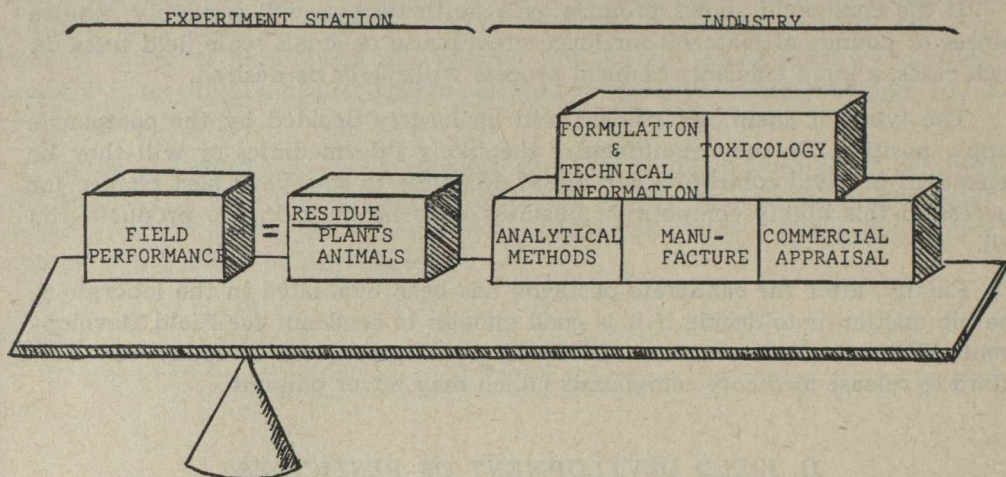 EXPERIMENT STATION
INDUSTRY
FIELD
PERFORMANCE
=
RESIDUE
PLANTS
ANIMALS
FORMULATION
&
TECHNICAL
INFORMATION
TOXICOLOGY
ANALYTICAL
METHODS
MANU-
FACTURE
COMMERCIAL
APPRAISAL